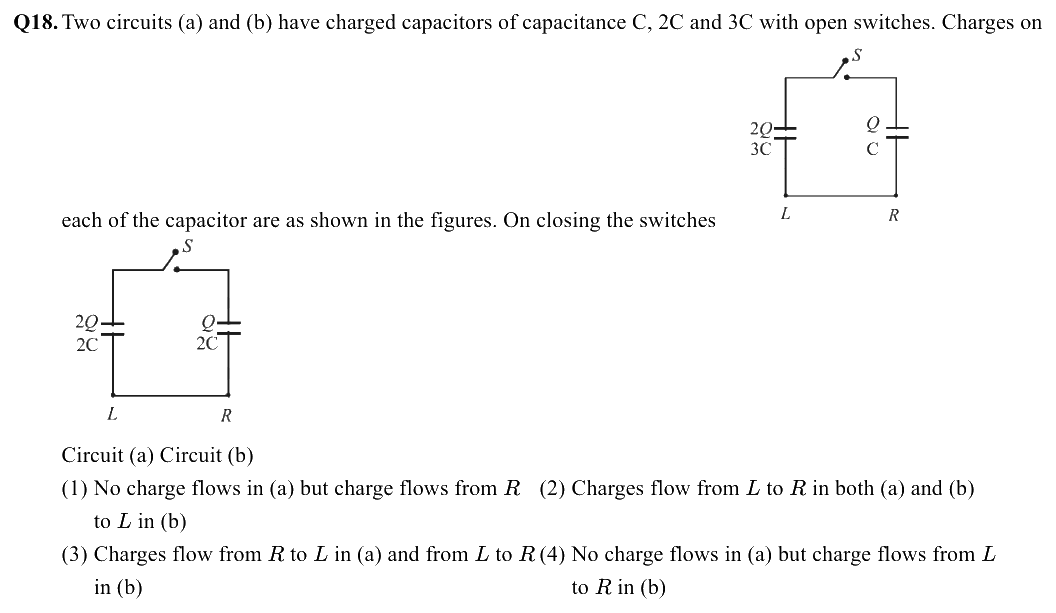 Q18. Two circuits (a) and (b) have charged capacitors of capacitance C, 2C and 3C with open switches. Charges on
S
2Q
3C
Q
C
L
R
each of the capacitor are as shown in the figures. On closing the switches
S
2Q
2C
Q
2C
L
R
Circuit (a) Circuit (b)
(1) No charge flows in (a) but charge flows from R (2) Charges flow from L to R in both (a) and (b)
to L in (b)
(3) Charges flow from R to L in (a) and from L to R (4) No charge flows in (a) but charge flows from L
in (b) to R in (b)